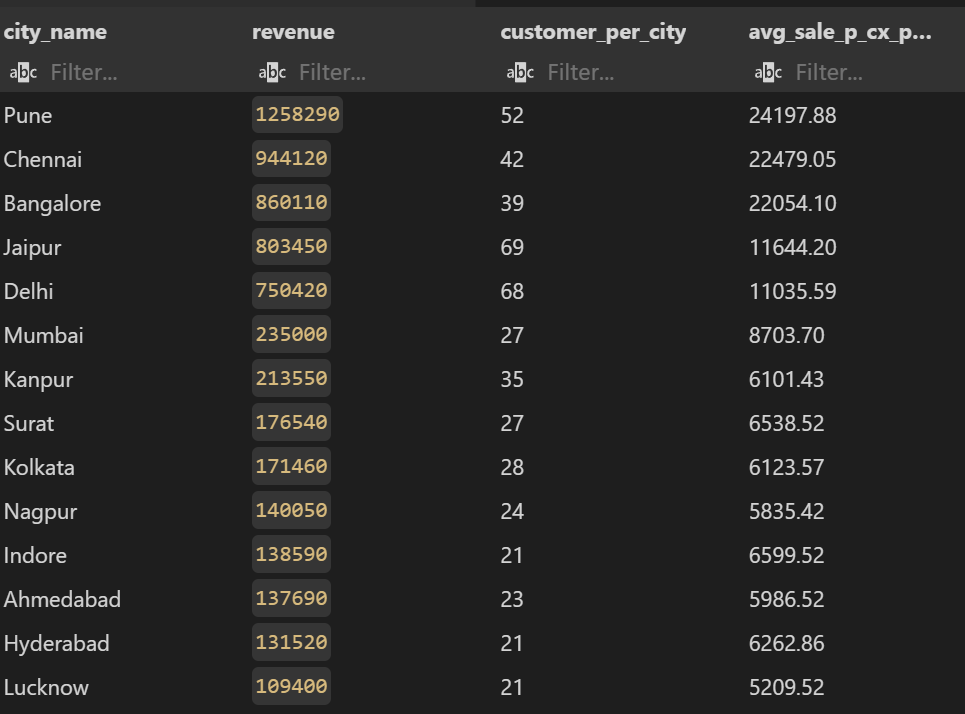 city_name revenue customer_per_city avg_sale_p_cx_p...
abc Filter... abc Filter... abc Filter... abc Filter...
Pune 1258290 52 24197.88
Chennai 944120 42 22479.05
Bangalore 860110 39 22054.10
Jaipur 803450 69 11644.20
Delhi 750420 68 11035.59
Mumbai 235000 27 8703.70
Kanpur 213550 35 6101.43
Surat 176540 27 6538.52
Kolkata 171460 28 6123.57
Nagpur 140050 24 5835.42
Indore 138590 21 6599.52
Ahmedabad 137690 23 5986.52
Hyderabad 131520 21 6262.86
Lucknow 109400 21 5209.52